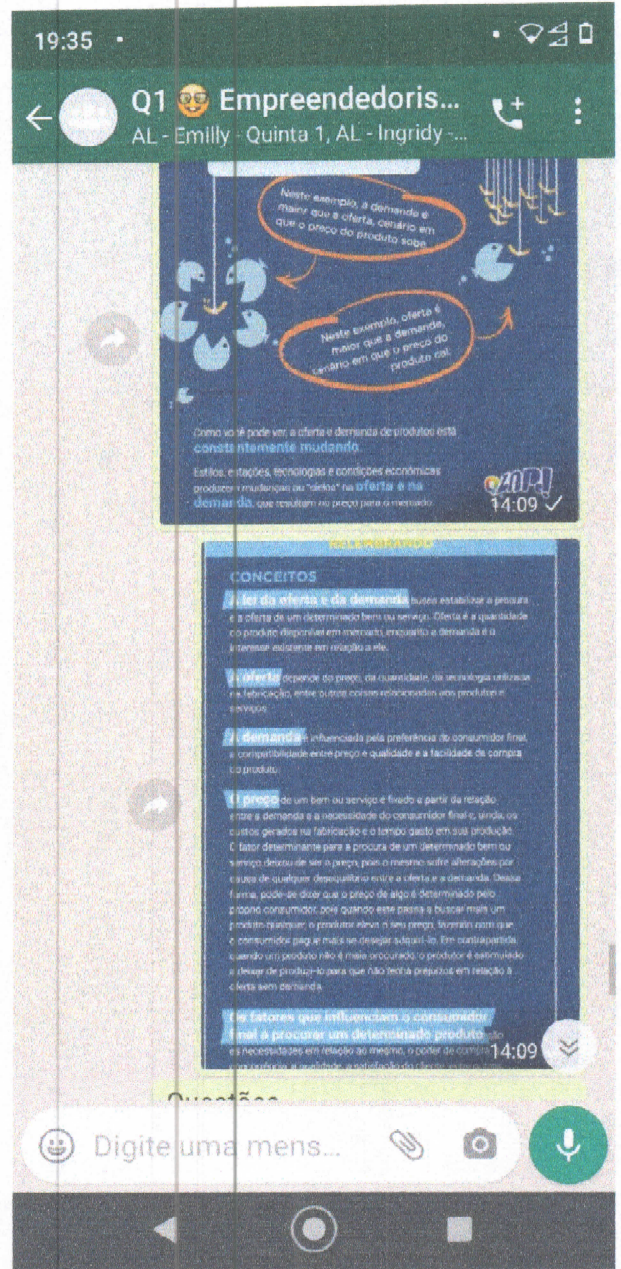 19:35
Q1 🤓 Empreendedoris...
AL - Emilly - Quinta 1, AL - Ingridy -...
Neste exemplo, a demanda é
maior que a oferta, cenário em
que o preço do produto sobe.
Neste exemplo, oferta é
maior que a demanda,
cenário em que o preço do
produto cai.
Como você pode ver, a oferta e demanda de produtos está
constantemente mudando.
Estilos, estações, tecnologias e condições econômicas
produzem mudanças ou "ciclos" na oferta e na
demanda, que resultam no preço para o mercado.
14:09
RELEMBRANDO
CONCEITOS
A lei da oferta e da demanda busca estabilizar a procura
e a oferta de um determinado bem ou serviço. Oferta é a quantidade
do produto disponível em mercado, enquanto a demanda é o
interesse existente em relação a ele.
A oferta depende do preço, da quantidade, da tecnologia utilizada
na fabricação, entre outras coisas relacionadas aos produtos e
serviços.
A demanda é influenciada pela preferência do consumidor final,
a compatibilidade entre preço e qualidade e a facilidade de compra
do produto.
O preço de um bem ou serviço é fixado a partir da relação
entre a demanda e a necessidade do consumidor final e, ainda, os
custos gerados na fabricação e o tempo gasto em sua produção.
O fator determinante para a procura de um determinado bem ou
serviço deixou de ser o preço, pois o mesmo sofre alterações por
causa de qualquer desequilíbrio entre a oferta e a demanda. Dessa
forma, pode-se dizer que o preço de algo é determinado pelo
próprio consumidor, pois quando este passa a buscar mais um
produto qualquer, o produtor eleva o seu preço, fazendo com que
o consumidor pague mais se desejar adquiri-lo. Em contrapartida,
quando um produto não é mais procurado, o produtor é estimulado
a deixar de produzi-lo para que não tenha prejuízos em relação à
oferta sem demanda.
Os fatores que influenciam o consumidor
final a procurar um determinado produto são
as necessidades em relação ao mesmo, o poder de compra
14:09
Questões
Digite uma mens...